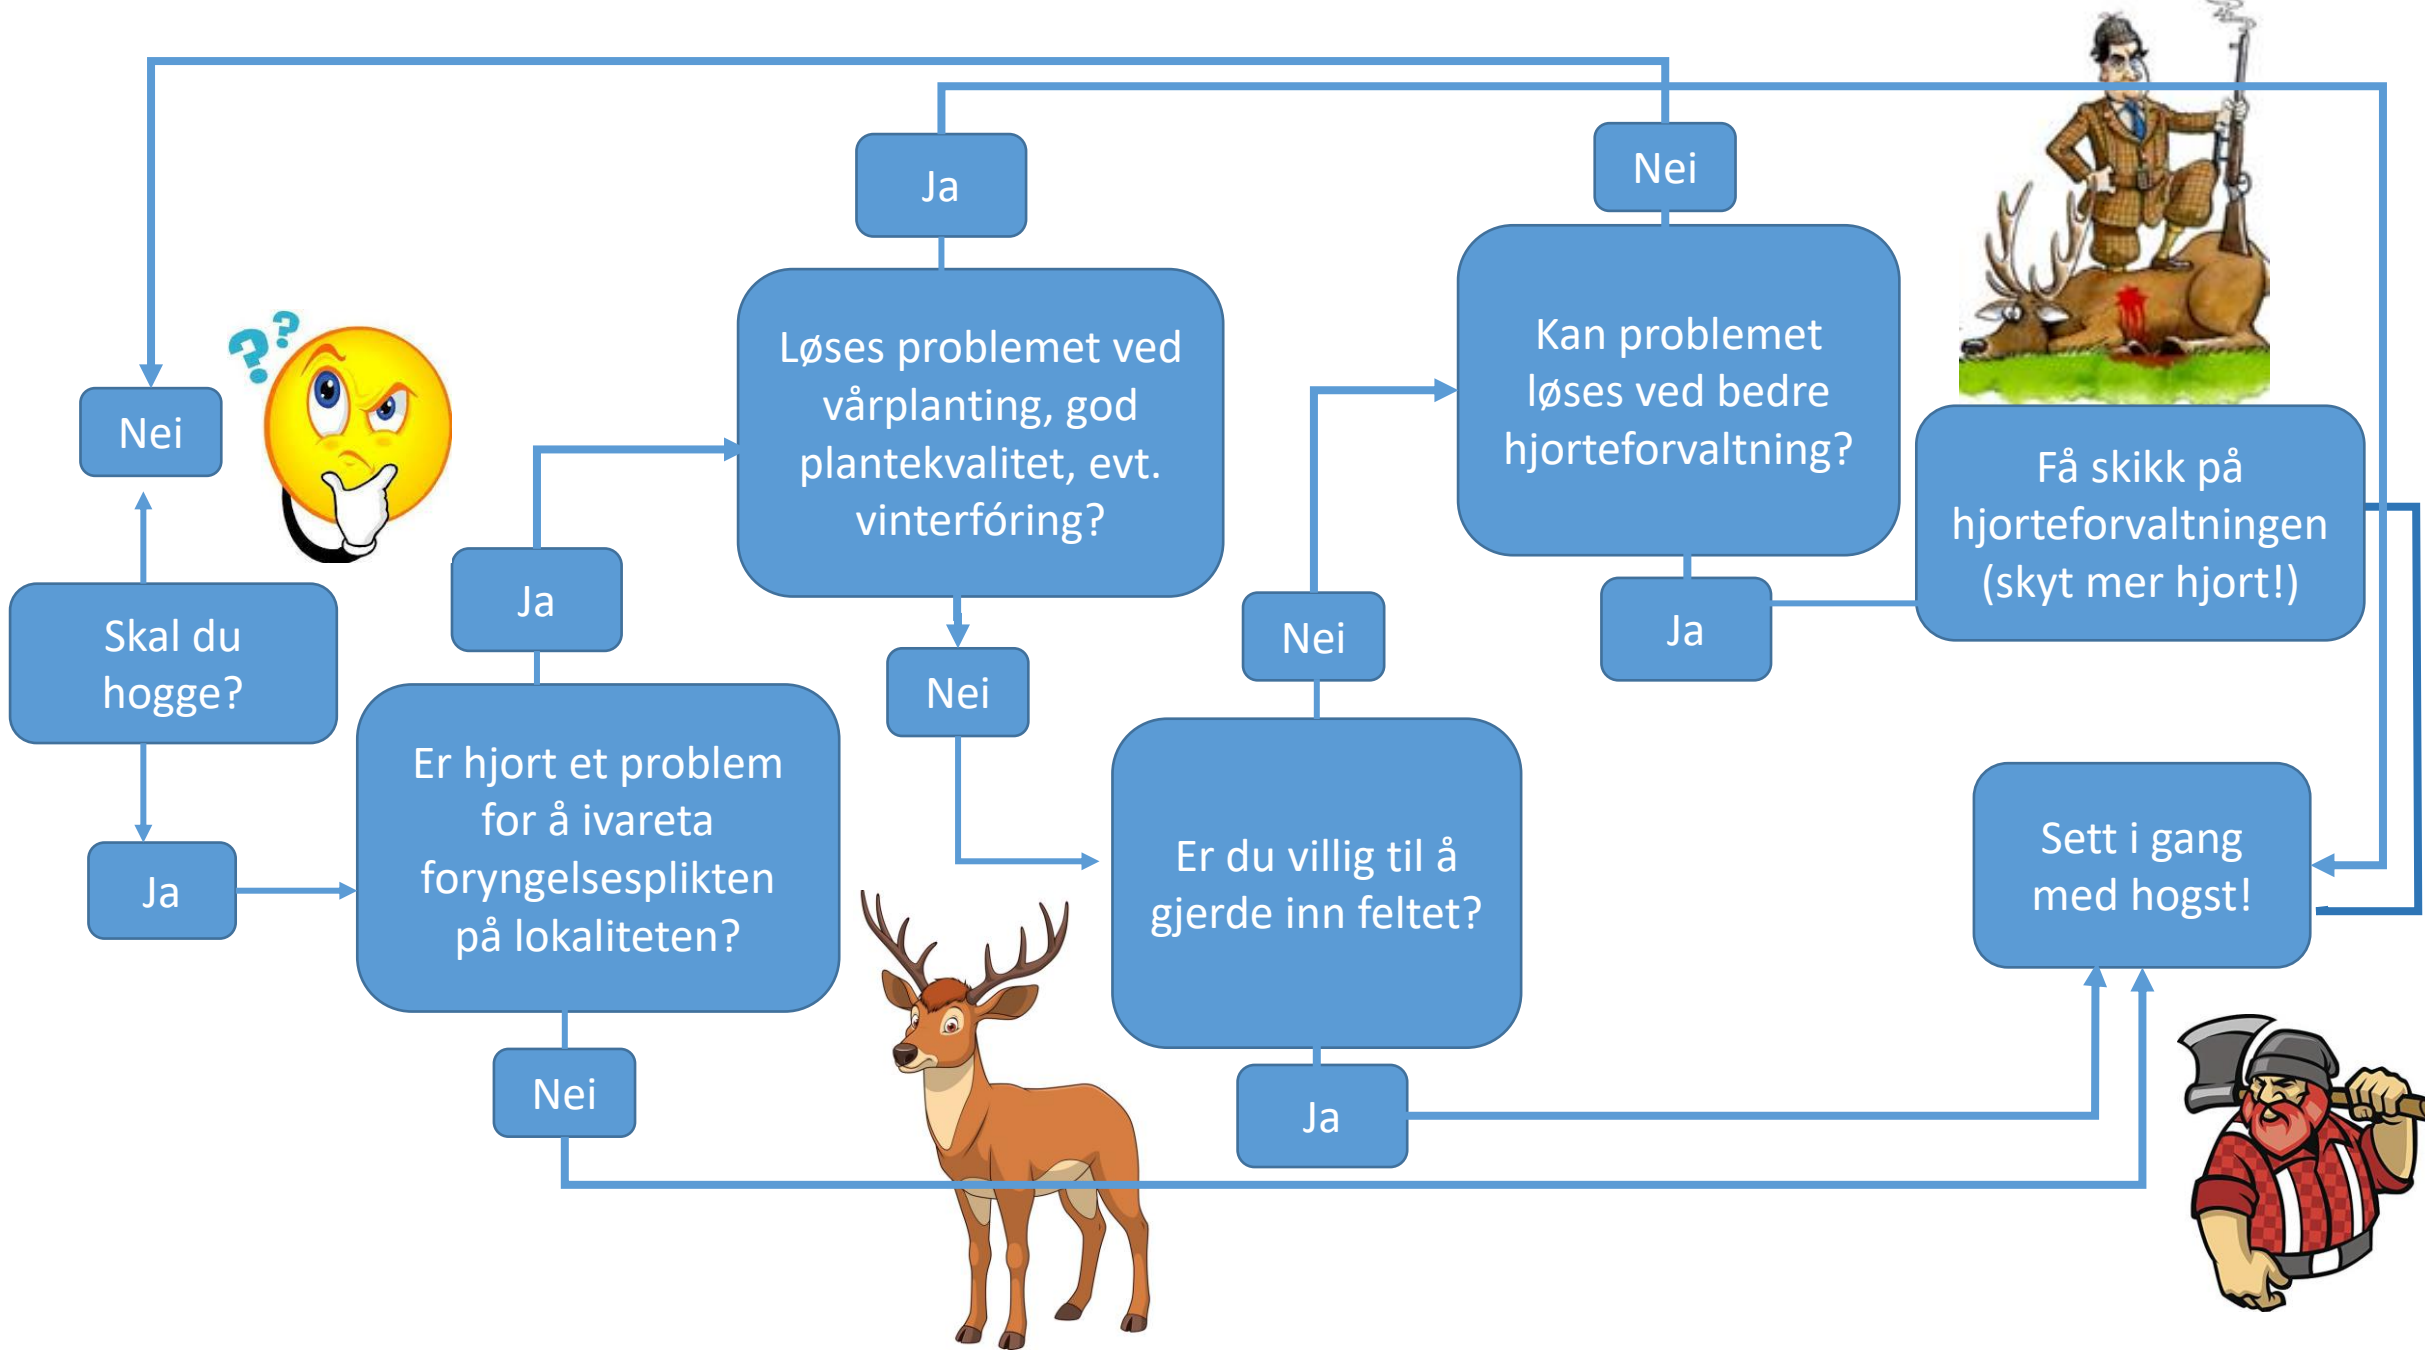 Skal du
hogge?
Nei
Ja
Er hjort et problem
for å ivareta
foryngelsesplikten
på lokaliteten?
Ja
Nei
Løses problemet ved
vårplanting, god
plantekvalitet, evt.
vinterfóring?
Ja
Nei
Er du villig til å
gjerde inn feltet?
Nei
Ja
Kan problemet
løses ved bedre
hjorteforvaltning?
Nei
Ja
Få skikk på
hjorteforvaltningen
(skyt mer hjort!)
Sett i gang
med hogst!
??